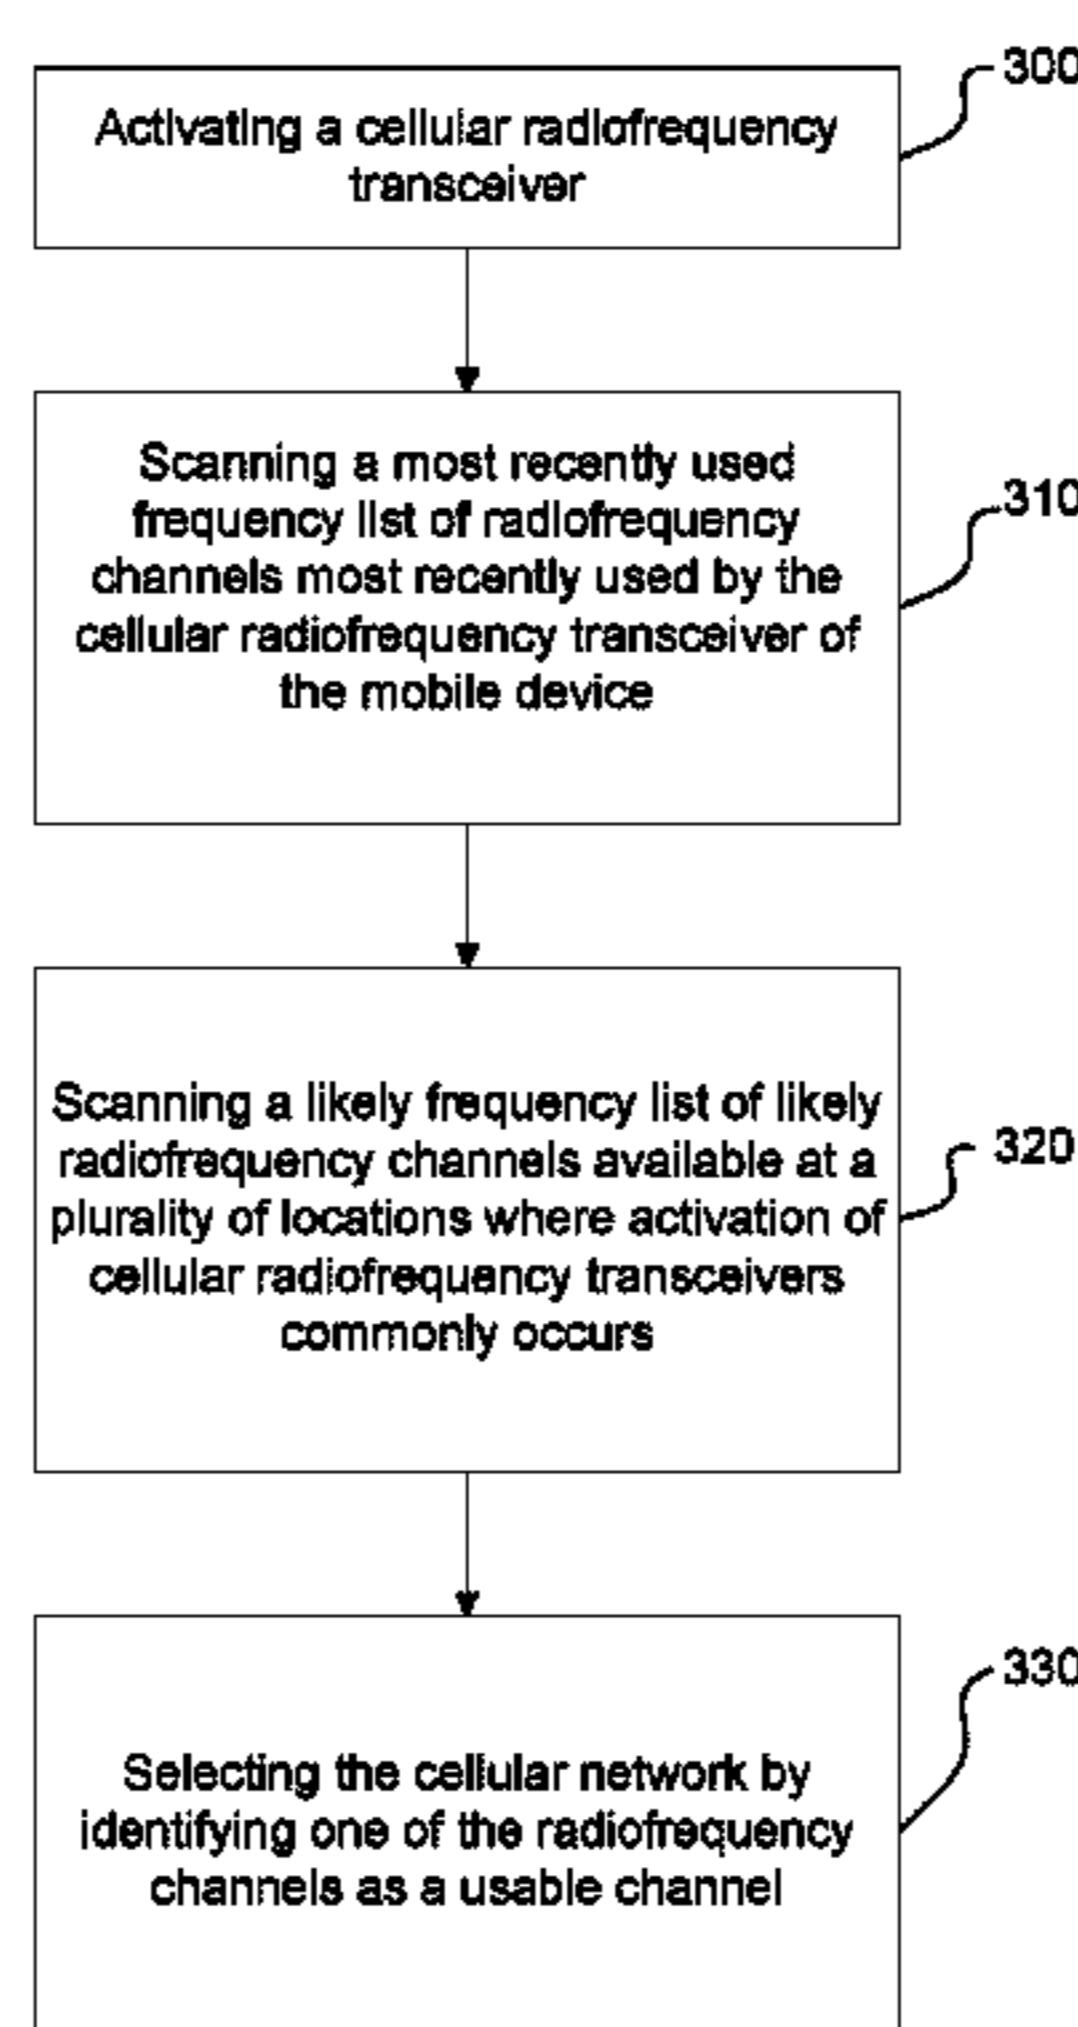 300
Activating a cellular radiofrequency
transceiver
Scanning a most recently used
frequency list of radiofrequency
channels most recently used by the
cellular radiofrequency transceiver of
the mobile device
310
Scanning a likely frequency list of likely
radiofrequency channels available at a
plurality of locations where activation of
cellular radiofrequency transceivers
commonly occurs
320
Selecting the cellular network by
identifying one of the radiofrequency
channels as a usable channel
330